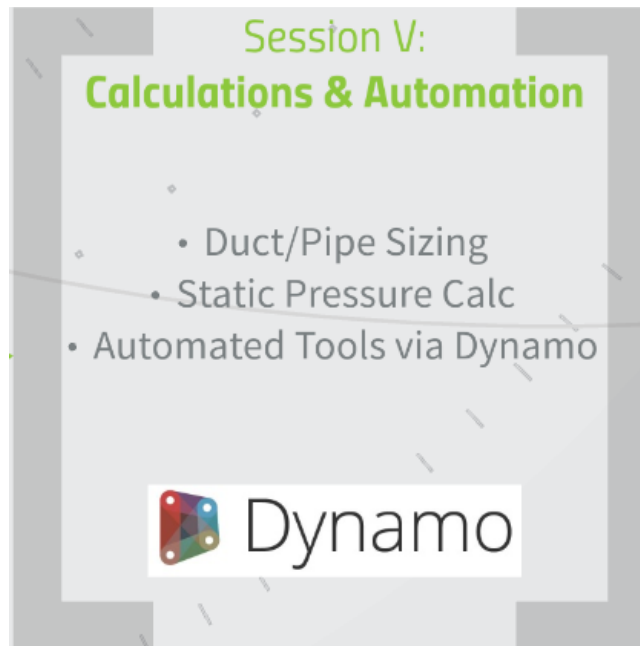 Session V:
Calculations & Automation
• Duct/Pipe Sizing
• Static Pressure Calc
• Automated Tools via Dynamo
Dynamo